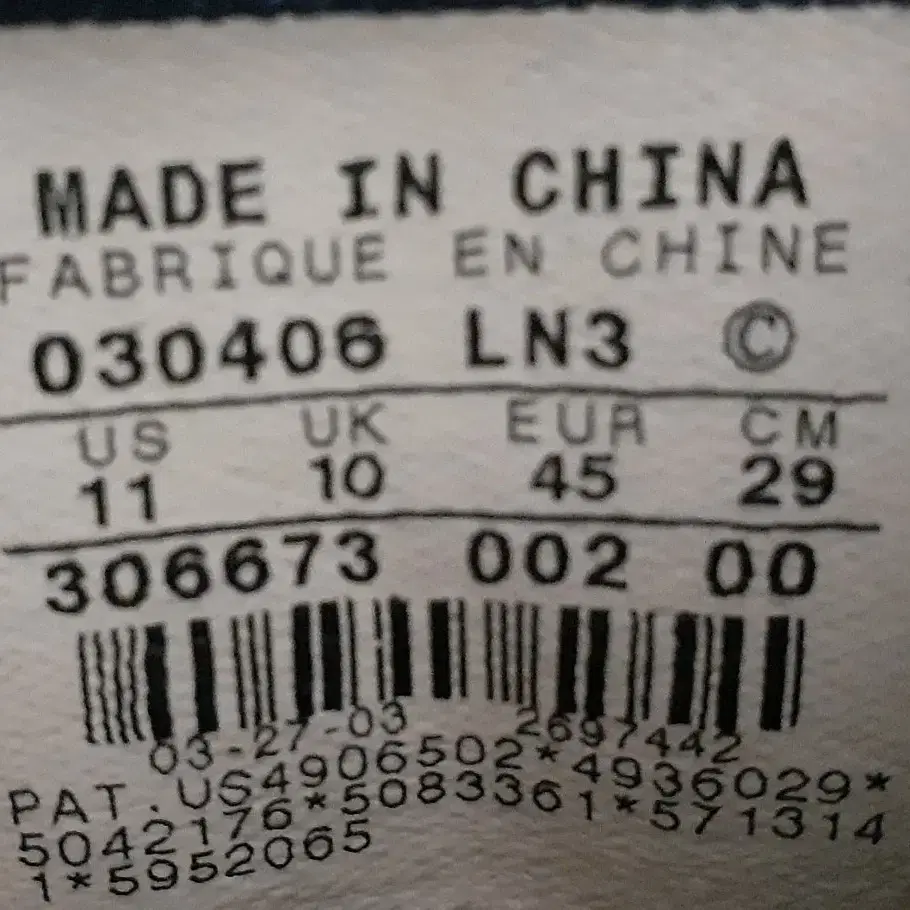 MADE IN CHINA
FABRIQUE EN CHINE
030406 LN3 ©
US UK EUR CM
11 10 45 29
306673 002 00
03-27-03 2697442
PAT.US4906502*4936029*
5042176*5083361*571314
1*5952065